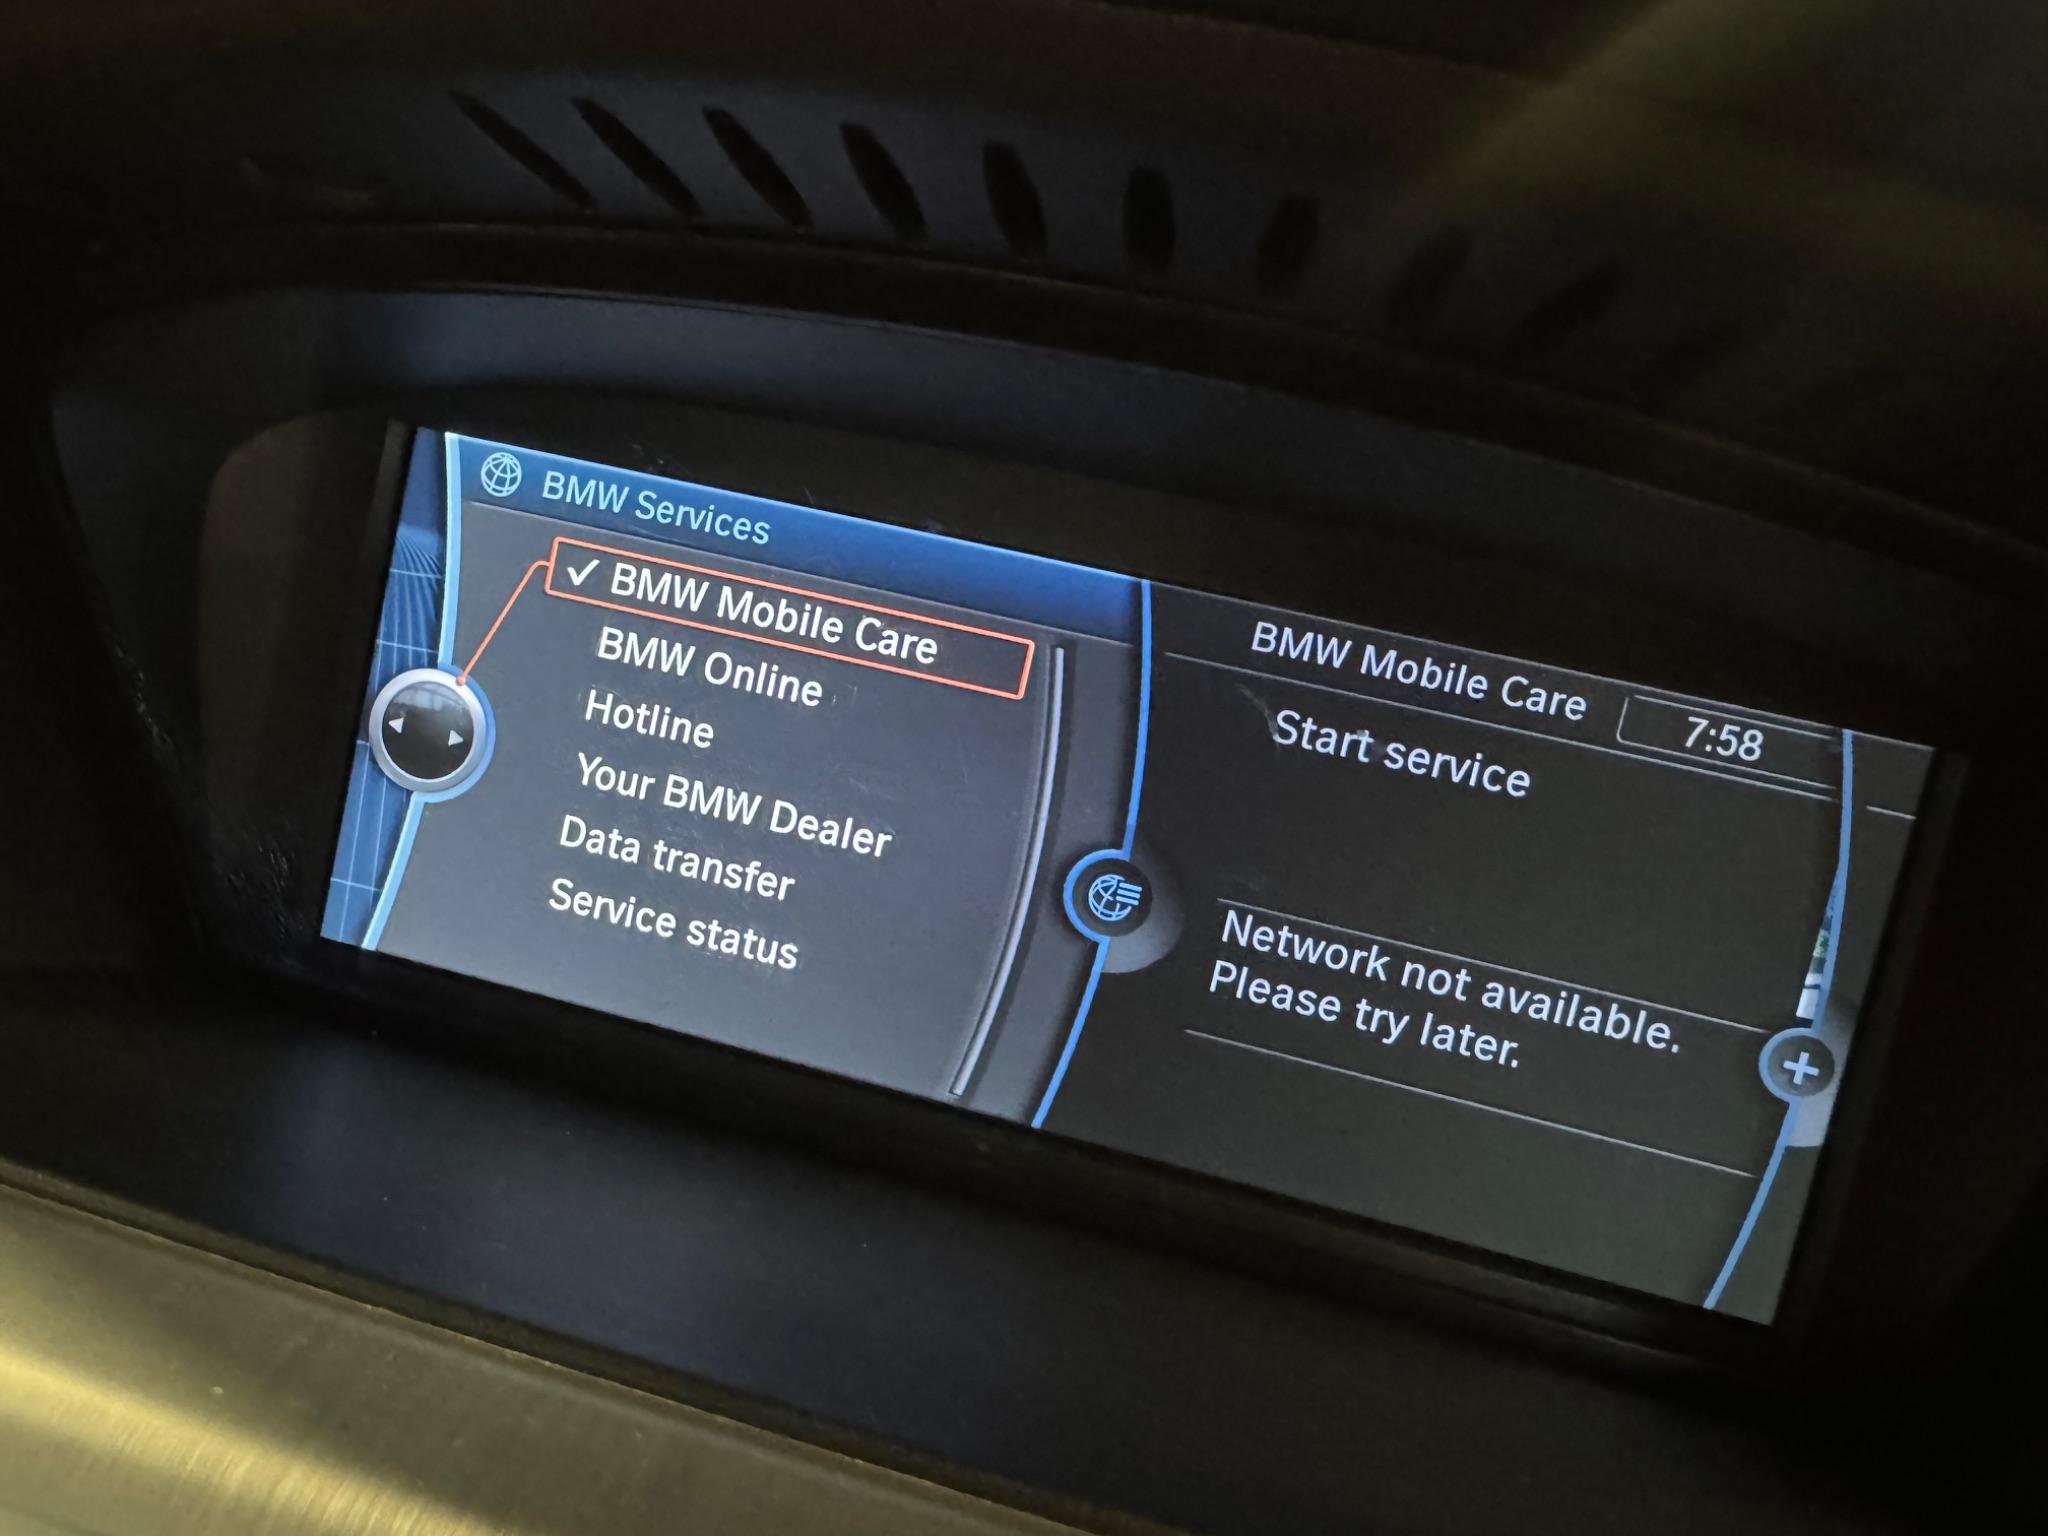 BMW Services
✓ BMW Mobile Care
BMW Online
Hotline
Your BMW Dealer
Data transfer
Service status
BMW Mobile Care
7:58
Start service
Network not available.
Please try later.